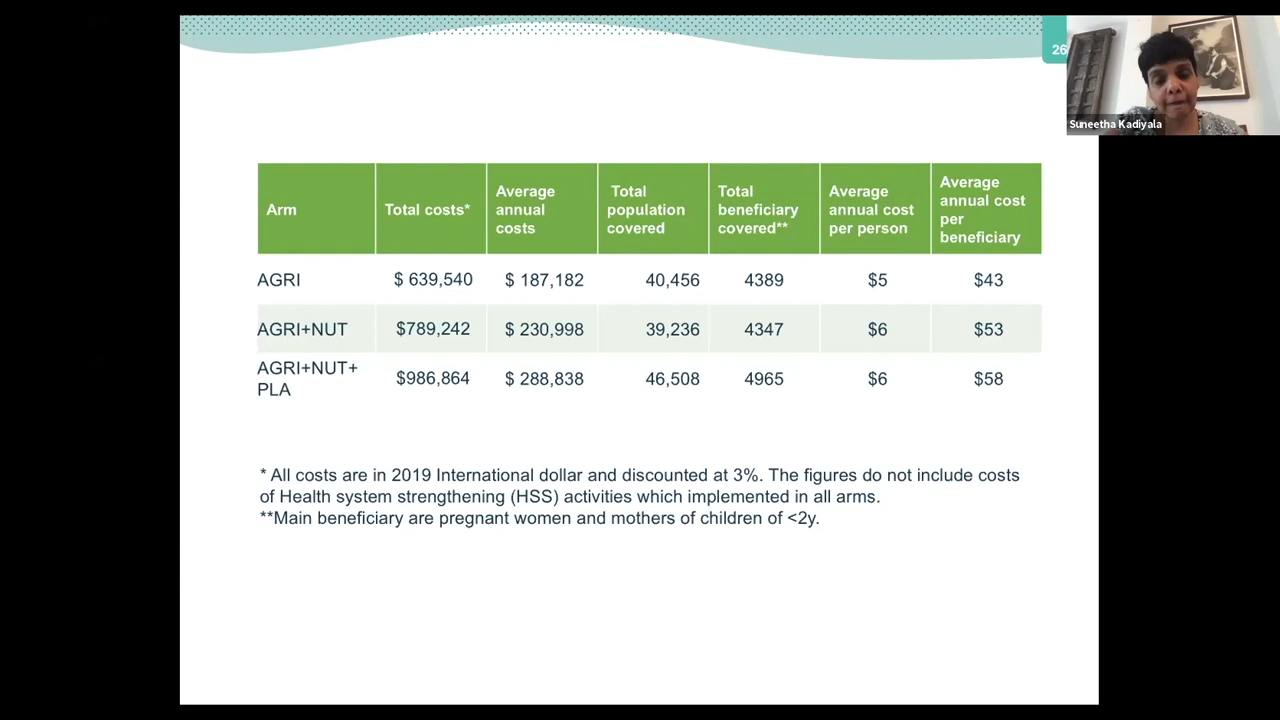 26
Suneetha Kadiyala
Arm
Total costs*
Average
annual
costs
Total
population
covered
Total
beneficiary
covered**
Average
annual cost
per person
Average
annual cost
per
beneficiary
AGRI
$ 639,540
$ 187,182
40,456
4389
$5
$43
AGRI+NUT
$789,242
$ 230,998
39,236
4347
$6
$53
AGRI+NUT+
PLA
$986,864
$ 288,838
46,508
4965
$6
$58
* All costs are in 2019 International dollar and discounted at 3%. The figures do not include costs
of Health system strengthening (HSS) activities which implemented in all arms.
**Main beneficiary are pregnant women and mothers of children of <2y.